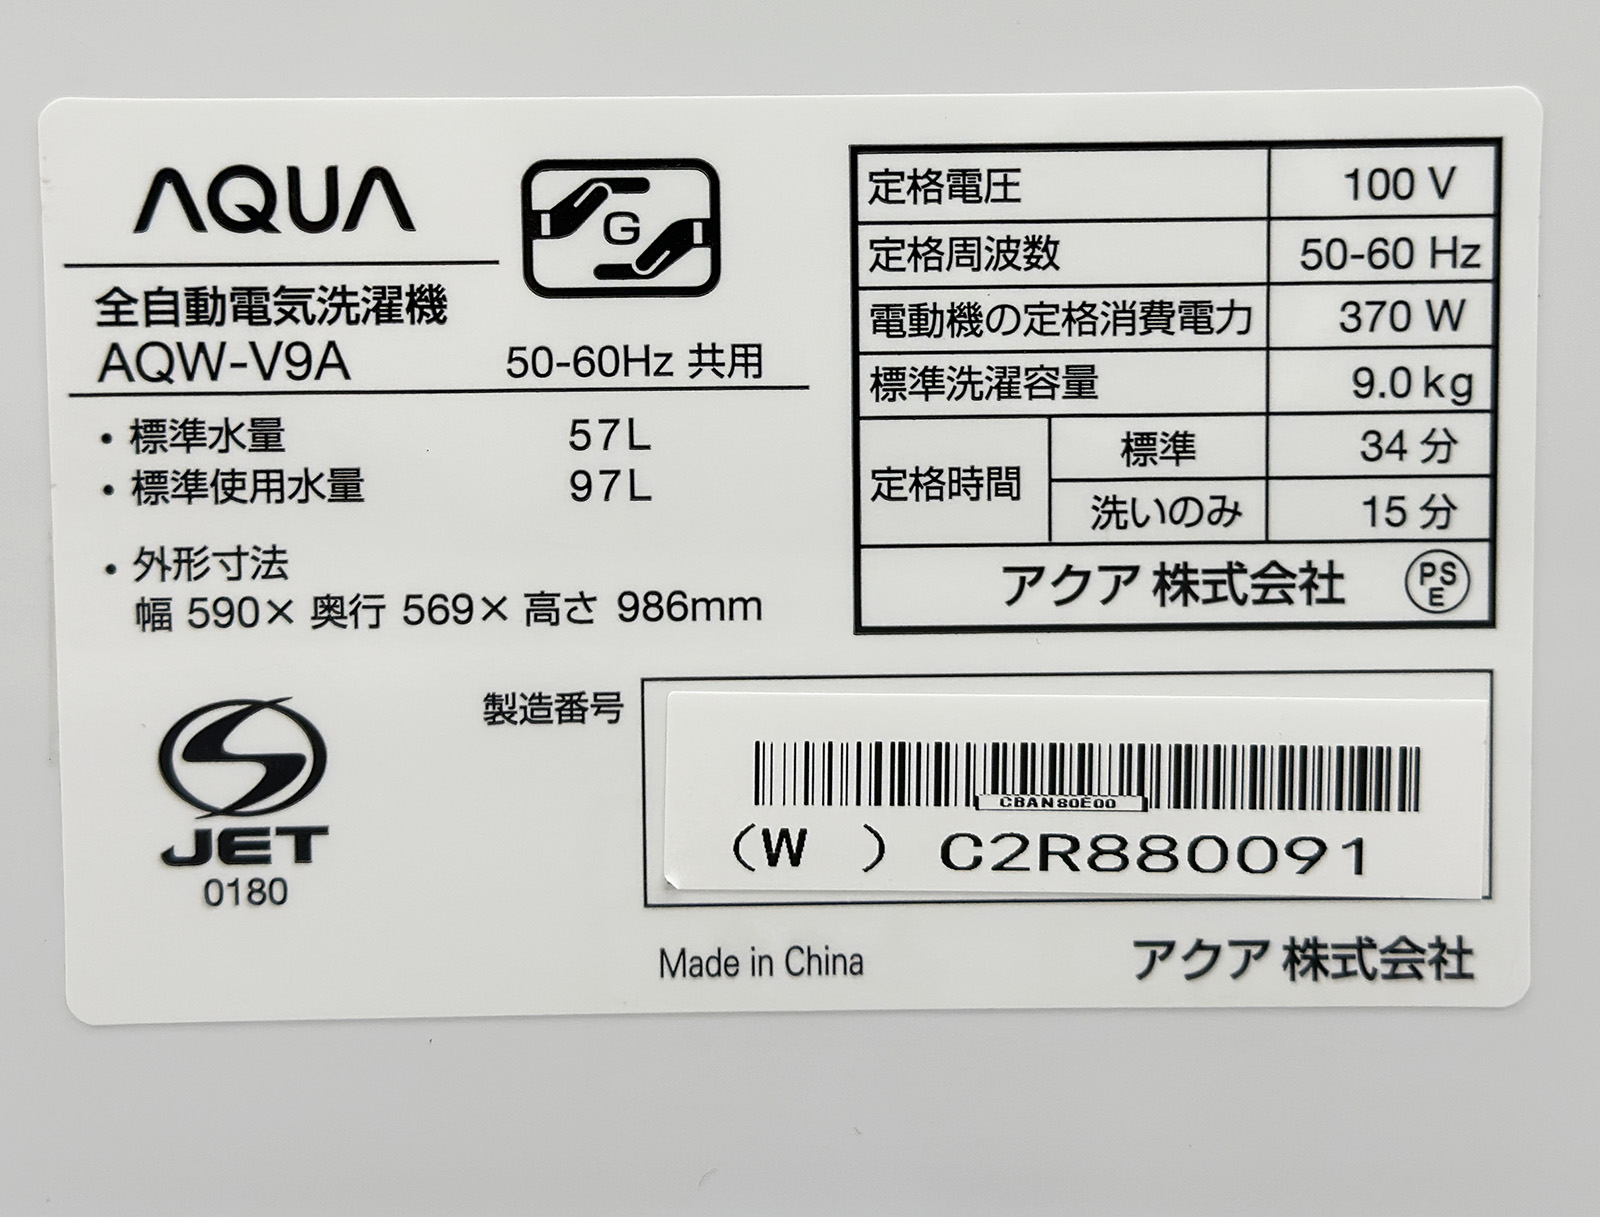 AQUA
G
全自動電気洗濯機
AQW-V9A
50-60Hz 共用
・標準水量 57L
・標準使用水量 97L
・外形寸法
幅 590× 奥行 569× 高さ 986mm
定格電圧 100 V
定格周波数 50-60 Hz
電動機の定格消費電力 370 W
標準洗濯容量 9.0kg
定格時間 標準 34 分
洗いのみ 15 分
アクア 株式会社 PSE
JET
0180
製造番号
CBAN80E00
(W ) C2R880091
Made in China
アクア 株式会社